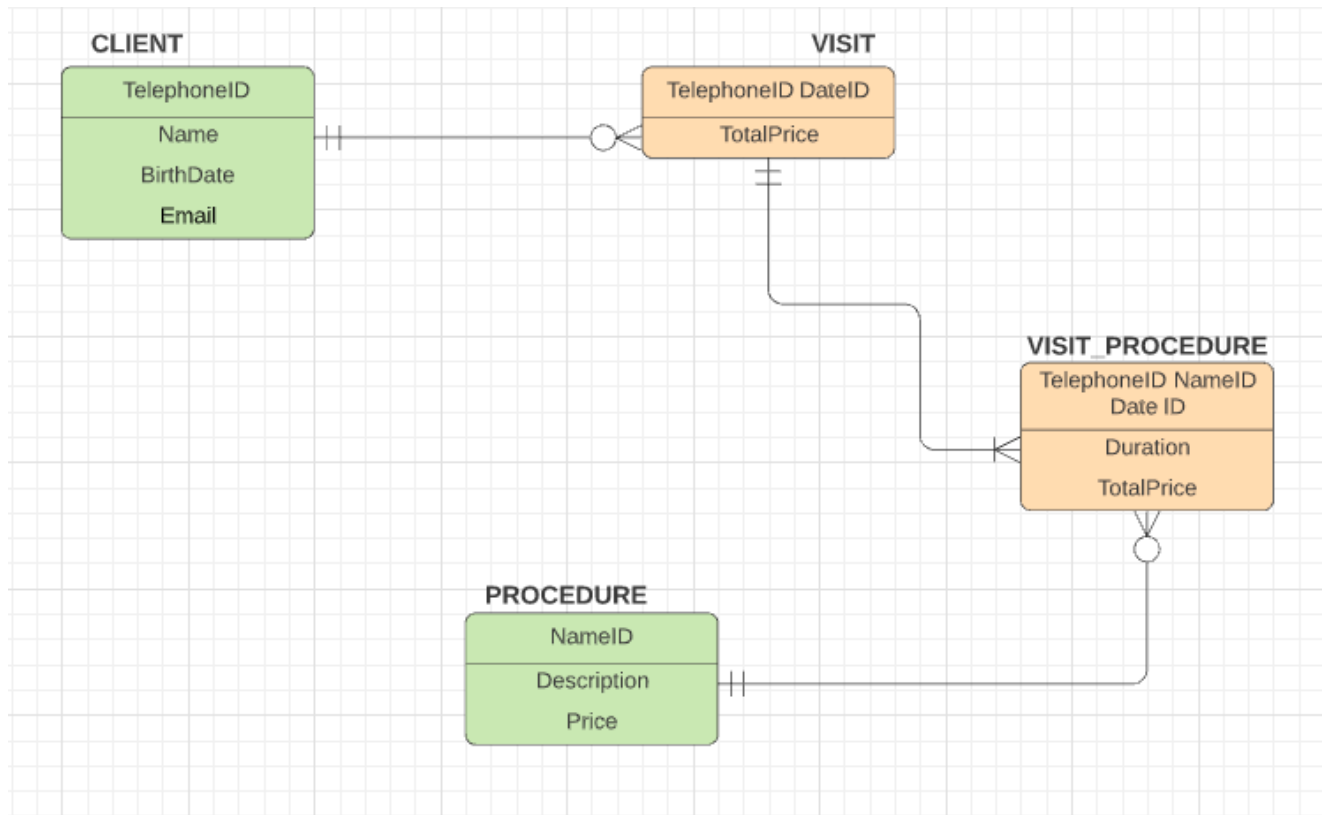 CLIENT
TelephoneID
Name
BirthDate
Email
VISIT
TelephoneID DateID
TotalPrice
VISIT_PROCEDURE
TelephoneID NameID
Date ID
Duration
TotalPrice
PROCEDURE
NameID
Description
Price